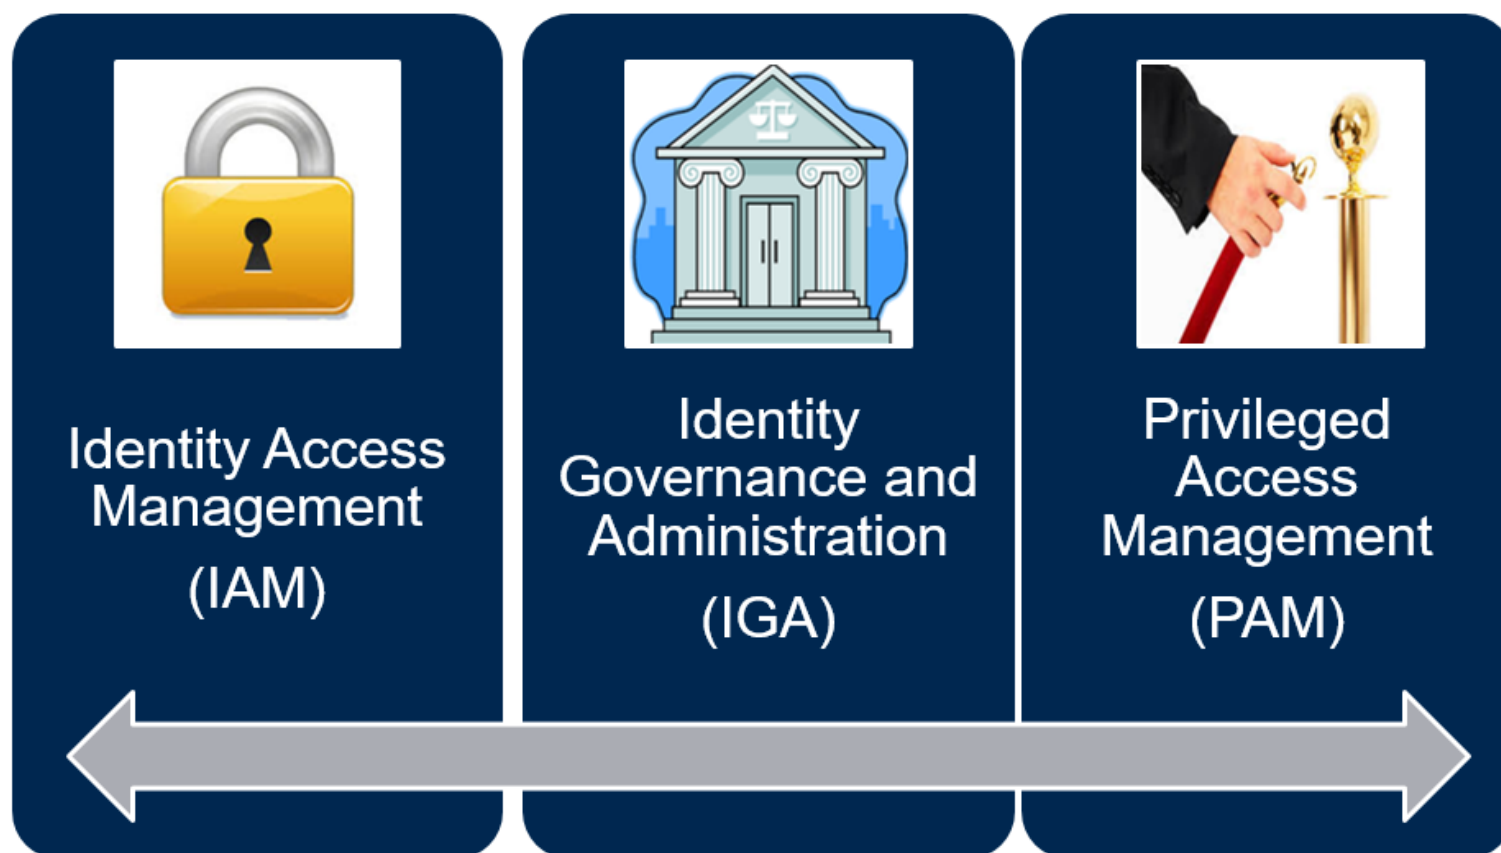 Identity Access
Management
(IAM)
Identity
Governance and
Administration
(IGA)
Privileged
Access
Management
(PAM)